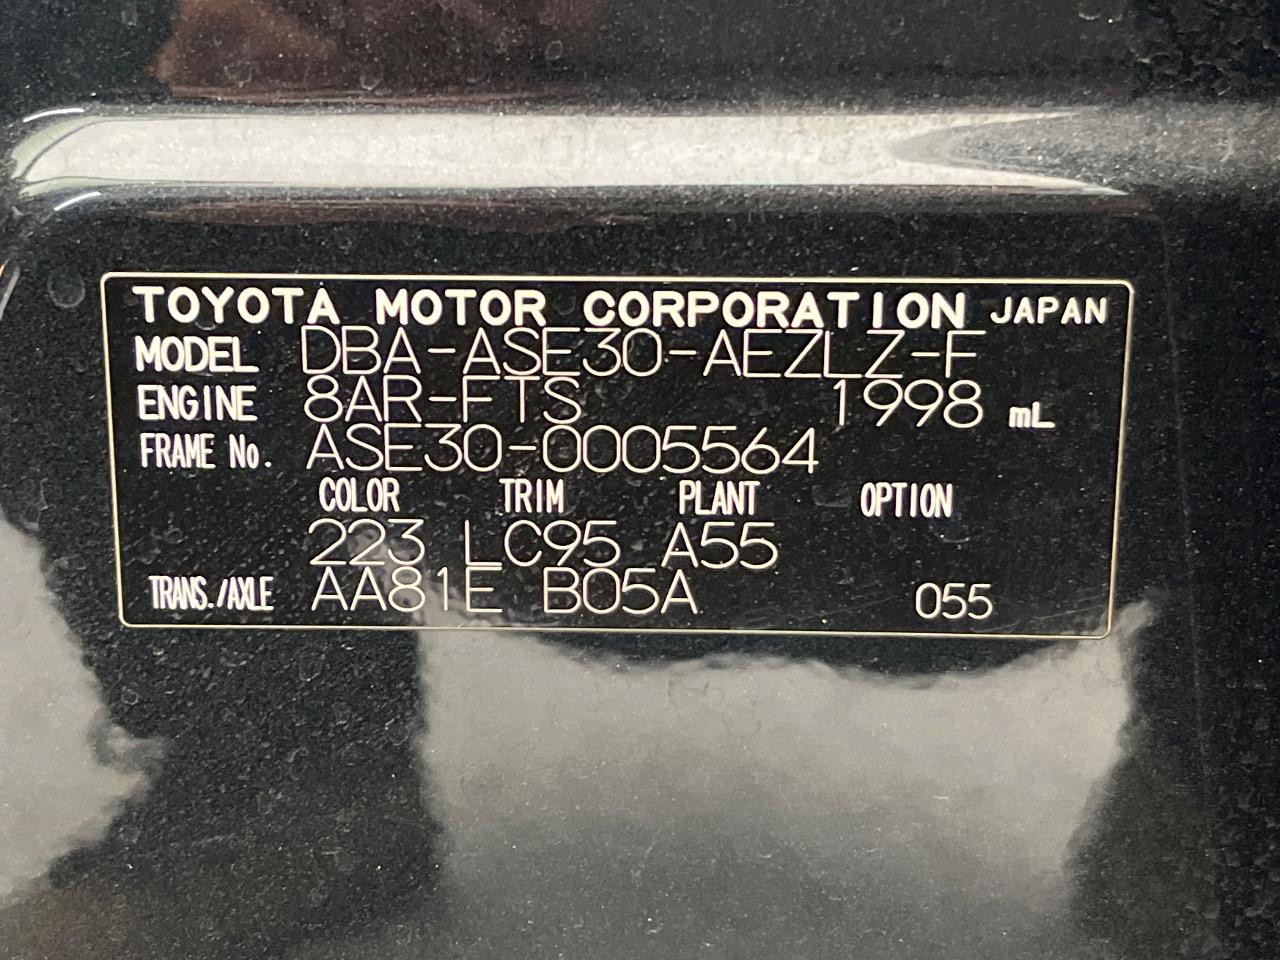 TOYOTA MOTOR CORPORATION JAPAN
MODEL DBA-ASE30-AEZLZ-F
ENGINE 8AR-FTS 1998 mL
FRAME No. ASE30-0005564
COLOR TRIM PLANT OPTION
223 LC95 A55
TRANS./AXLE AA81E B05A 055